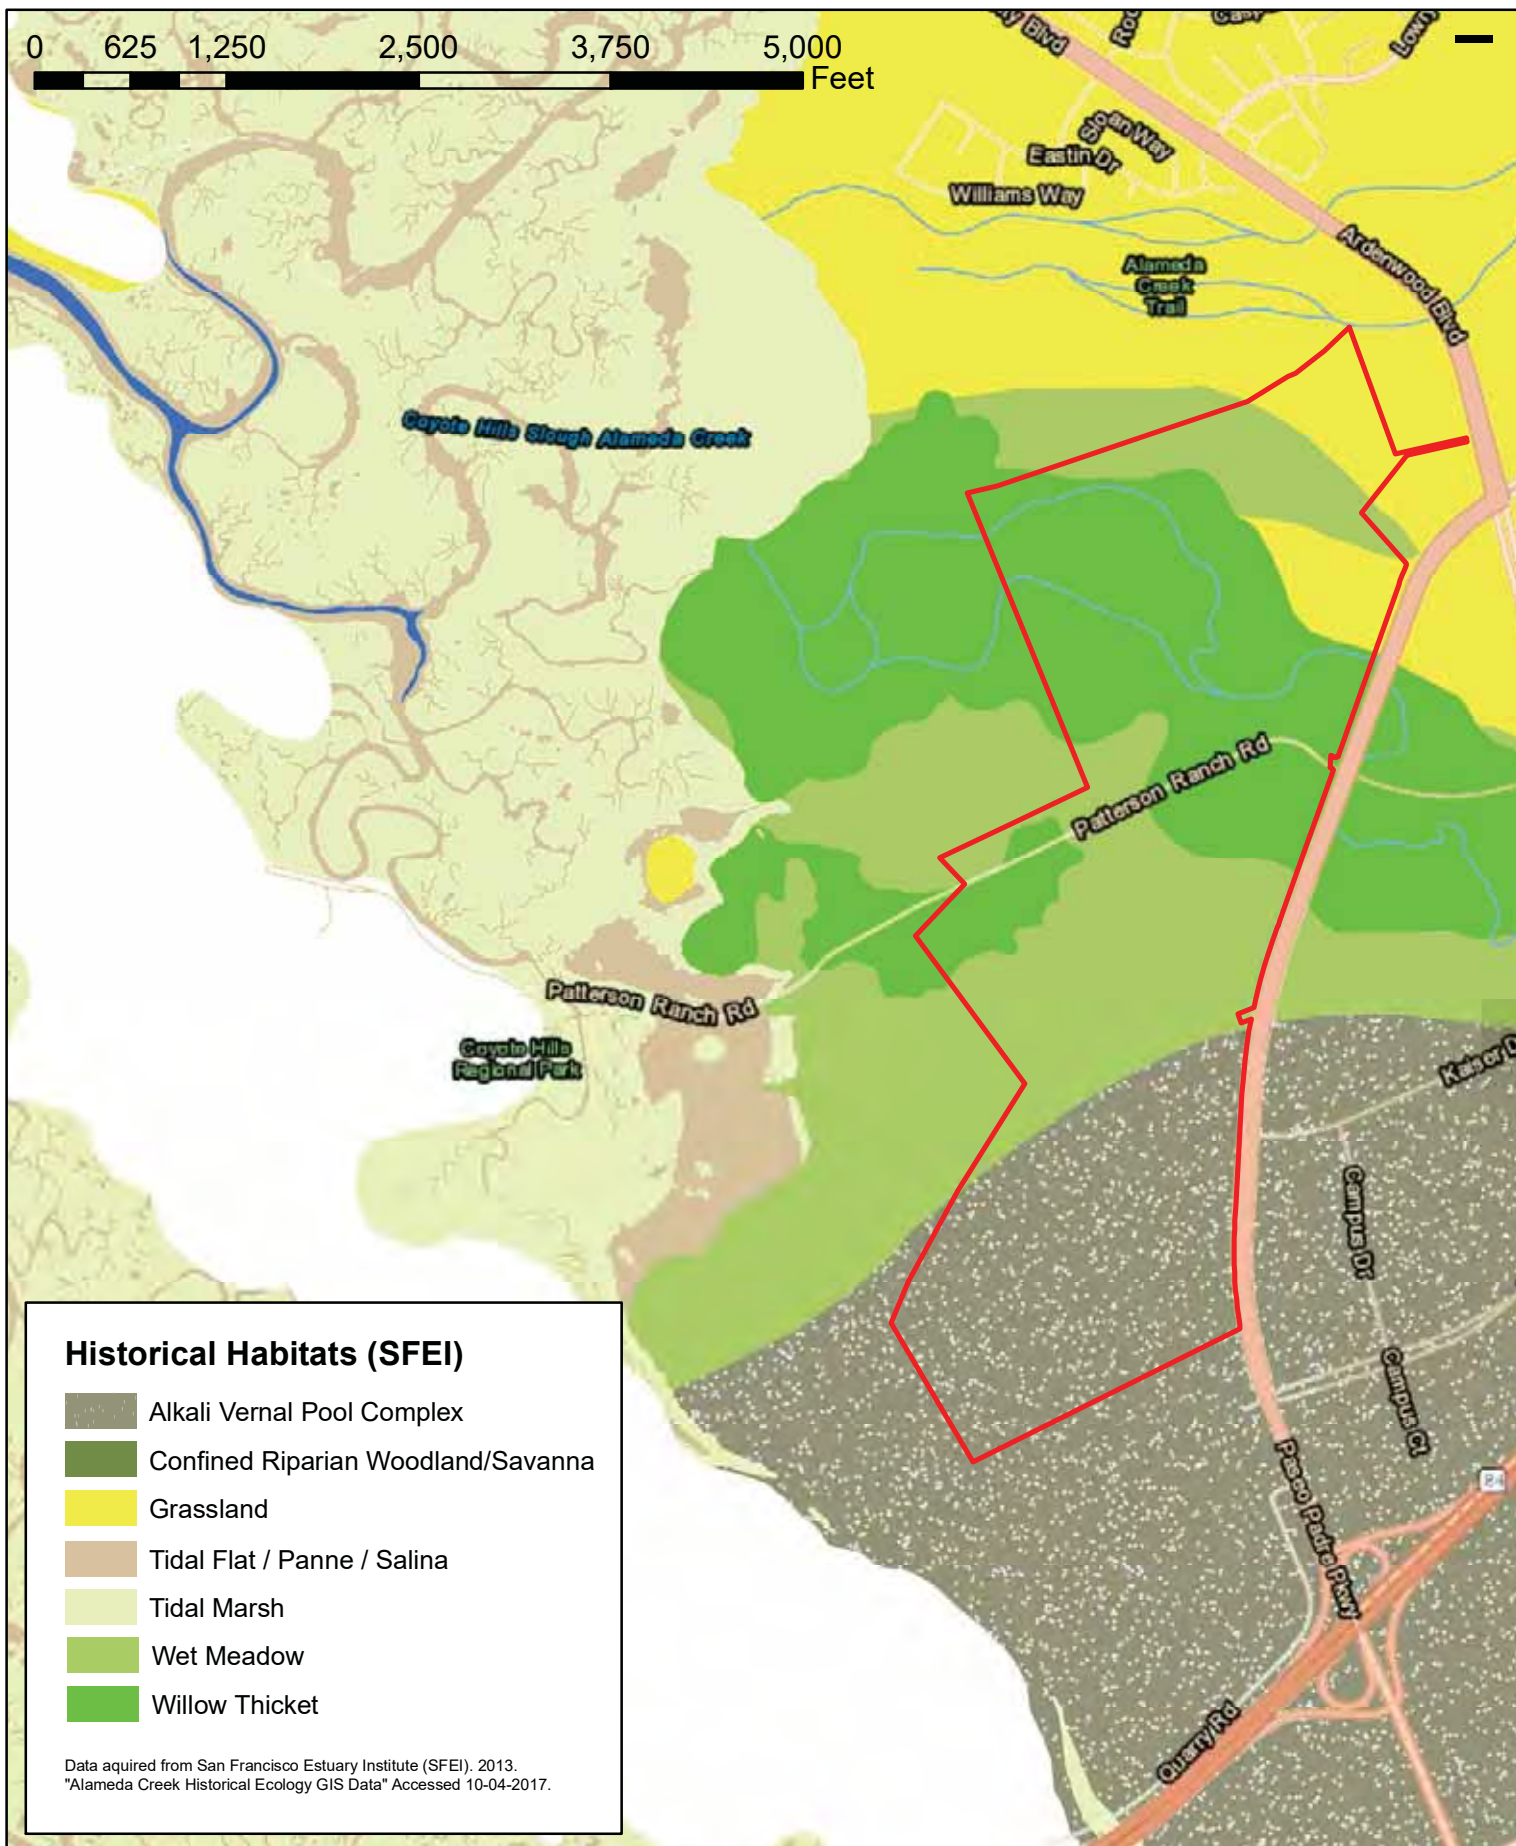 0 625 1,250 2,500 3,750 5,000
Feet
y Blvd
Lowry
Sloan Way
Eastin Dr
Williams Way
Ardenwood Blvd
Alameda
Creek
Trail
Coyote Hills Slough Alameda Creek
Patterson Ranch Rd
Patterson Ranch Rd
Coyote Hills
Regional Park
Kaiser D
Campus Dr
Campus Ct
Paseo Padre Pkwy
84
Quarry Rd
Historical Habitats (SFEI)
Alkali Vernal Pool Complex
Confined Riparian Woodland/Savanna
Grassland
Tidal Flat / Panne / Salina
Tidal Marsh
Wet Meadow
Willow Thicket
Data aquired from San Francisco Estuary Institute (SFEI). 2013.
"Alameda Creek Historical Ecology GIS Data" Accessed 10-04-2017.